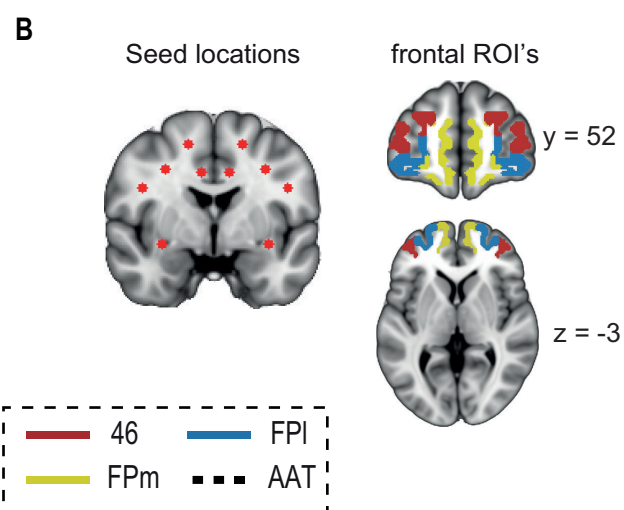 B
Seed locations
frontal ROI's
y = 52
z = -3
46
FPl
FPm
AAT